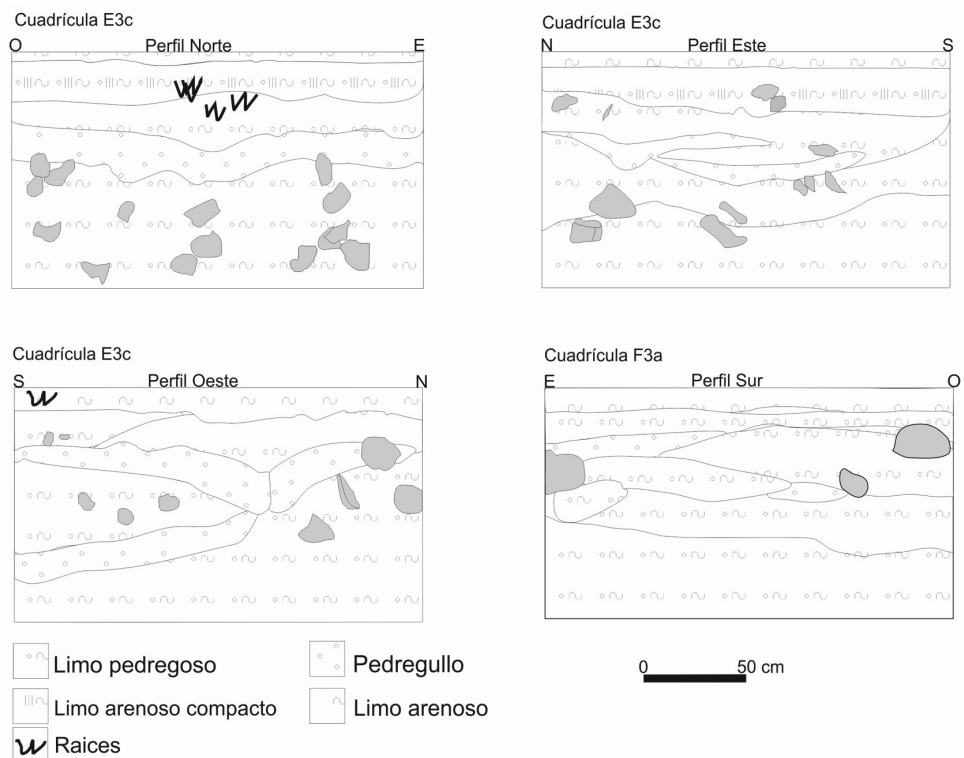 Cuadrícula E3c
O Perfil Norte E
Cuadrícula E3c
N Perfil Este S
Cuadrícula E3c
S Perfil Oeste N
Cuadrícula F3a
E Perfil Sur O
Limo pedregoso
Pedregullo
Limo arenoso compacto
Limo arenoso
Raices
0 50 cm